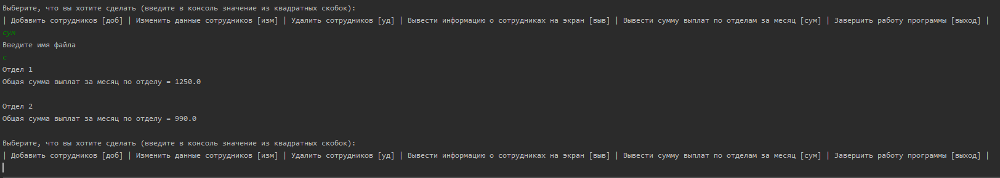 Выберите, что вы хотите сделать (введите в консоль значение из квадратных скобок):
| Добавить сотрудников [доб] | Изменить данные сотрудников [изм] | Удалить сотрудников [уд] | Вывести информацию о сотрудниках на экран [выв] | Вывести сумму выплат по отделам за месяц [сум] | Завершить работу программы [выход] |
сум
Введите имя файла
с
Отдел 1
Общая сумма выплат за месяц по отделу = 1250.0
Отдел 2
Общая сумма выплат за месяц по отделу = 990.0
Выберите, что вы хотите сделать (введите в консоль значение из квадратных скобок):
| Добавить сотрудников [доб] | Изменить данные сотрудников [изм] | Удалить сотрудников [уд] | Вывести информацию о сотрудниках на экран [выв] | Вывести сумму выплат по отделам за месяц [сум] | Завершить работу программы [выход] |